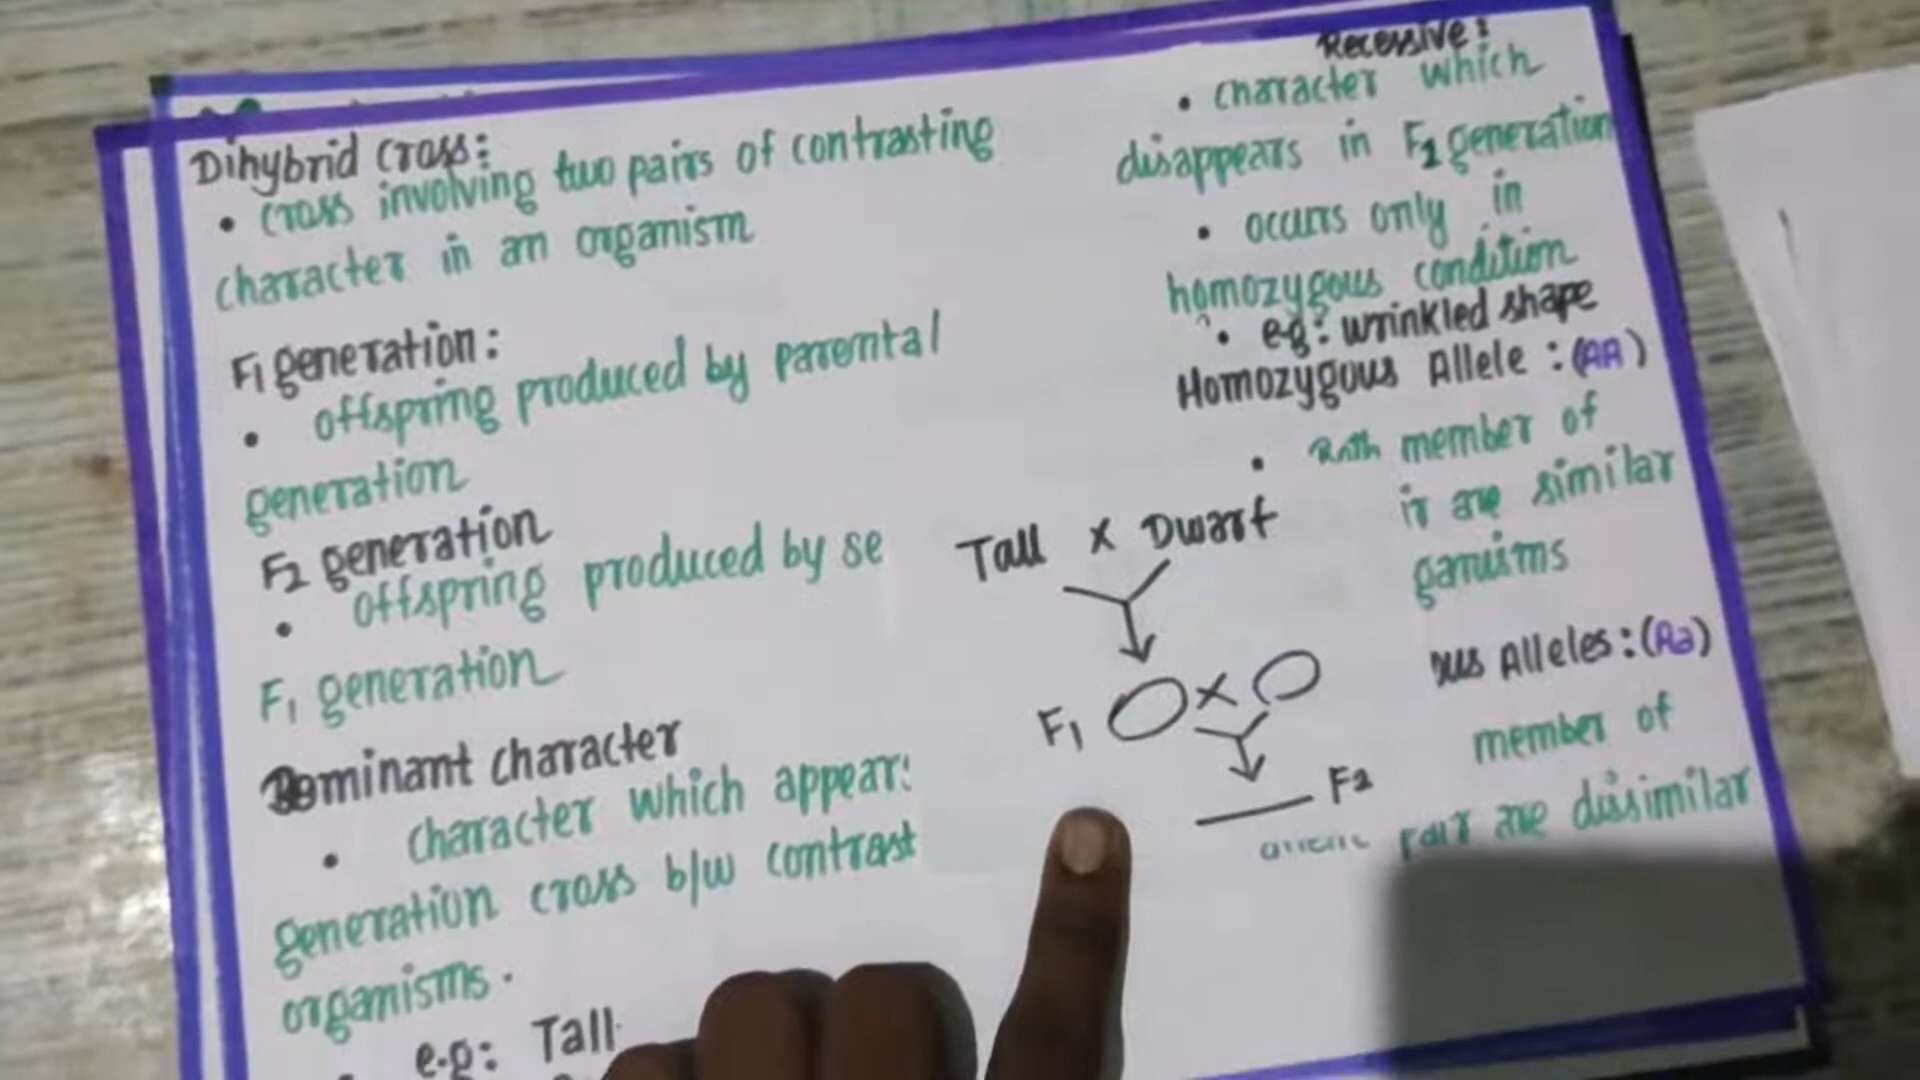 Dihybrid Cross:
• Cross involving two pairs of contrasting
character in an organism
F1 generation:
• offspring produced by parental
generation
F2 generation
• offspring produced by se
F1 generation
Dominant character
• character which appear
generation cross b/w contrast
organisms.
e.g: Tall
Tall x Dwarf
F1 O x O
F2
Recessive:
• character which
disappears in F1 generation
• occurs only in
homozygous condition
• eg: wrinkled shape
Homozygous Allele : (AA)
• Both member of
ir are similar
ganisms
us Alleles : (Aa)
member of
pair are dissimilar